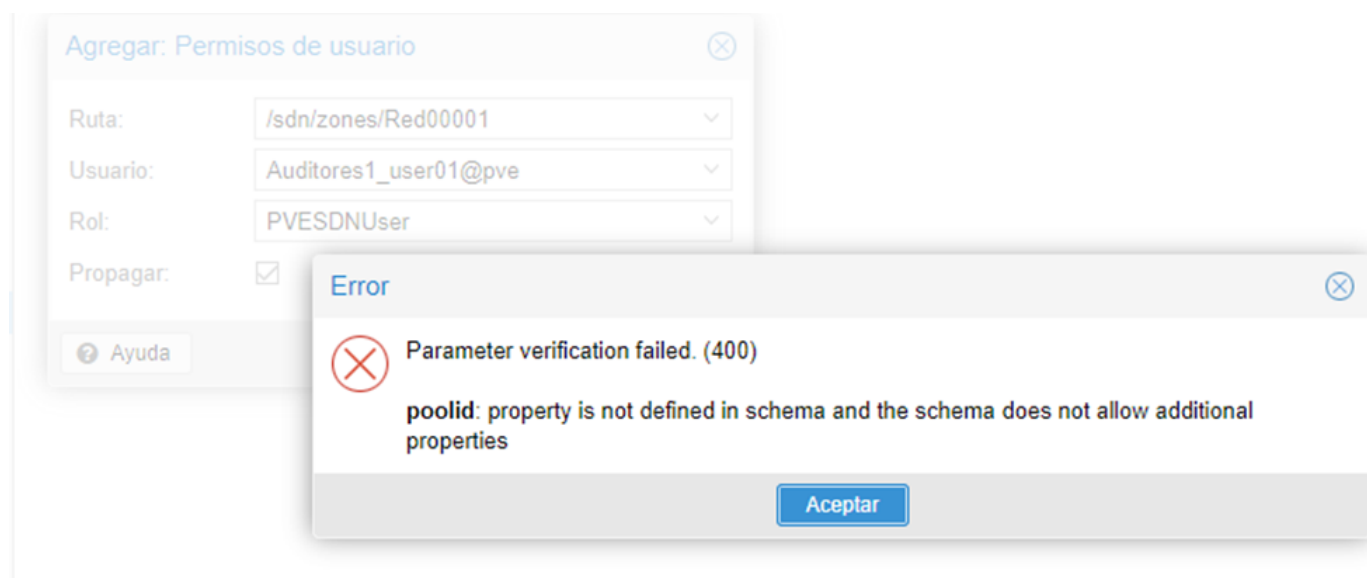 Agregar: Permisos de usuario
Ruta: /sdn/zones/Red00001
Usuario: Auditores1_user01@pve
Rol: PVESDNUser
Propagar:
Ayuda
Error
Parameter verification failed. (400)
poolid: property is not defined in schema and the schema does not allow additional
properties
Aceptar